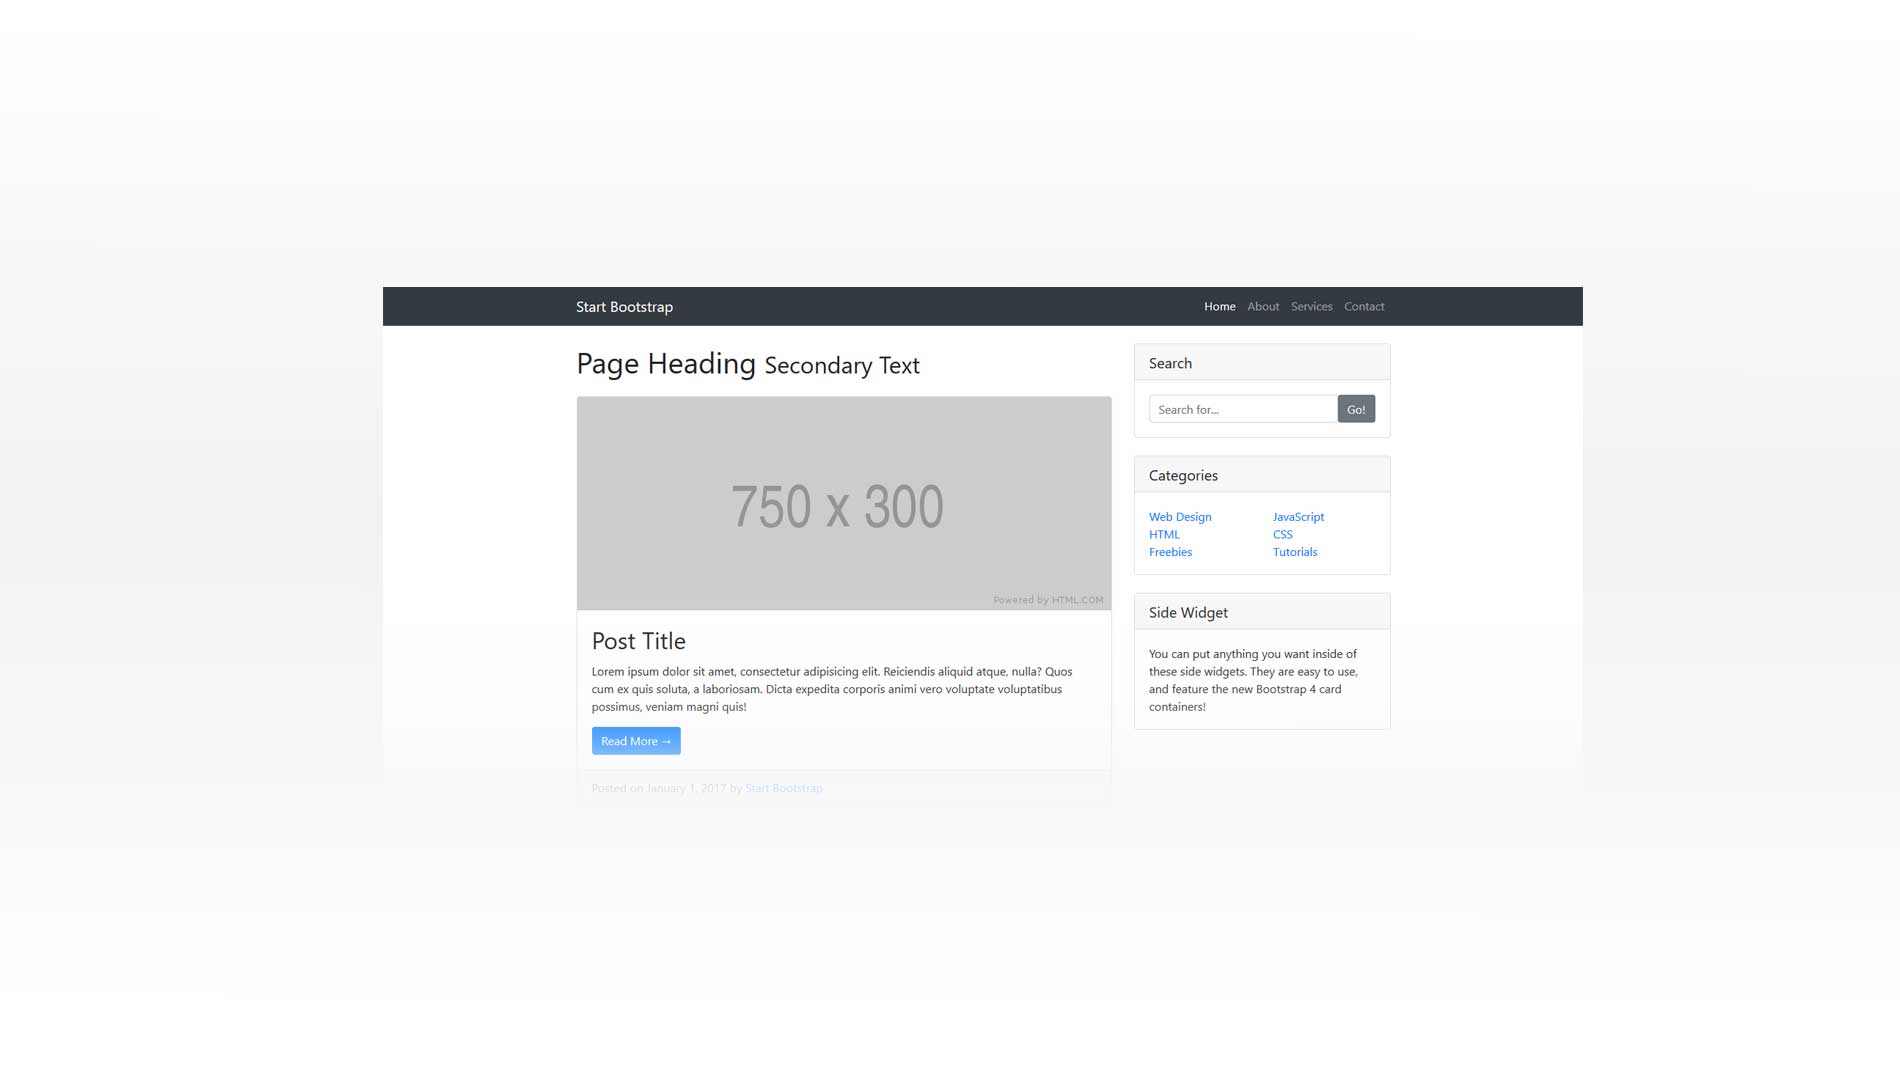 Start Bootstrap
Home About Services Contact
Page Heading Secondary Text
750 x 300
Powered by HTML.COM
Post Title
Lorem ipsum dolor sit amet, consectetur adipisicing elit. Reiciendis aliquid atque, nulla? Quos
cum ex quis soluta, a laboriosam. Dicta expedita corporis animi vero voluptate voluptatibus
possimus, veniam magni quis!
Read More →
Posted on January 1, 2017 by Start Bootstrap
Search
Search for...
Go!
Categories
Web Design JavaScript
HTML CSS
Freebies Tutorials
Side Widget
You can put anything you want inside of
these side widgets. They are easy to use,
and feature the new Bootstrap 4 card
containers!